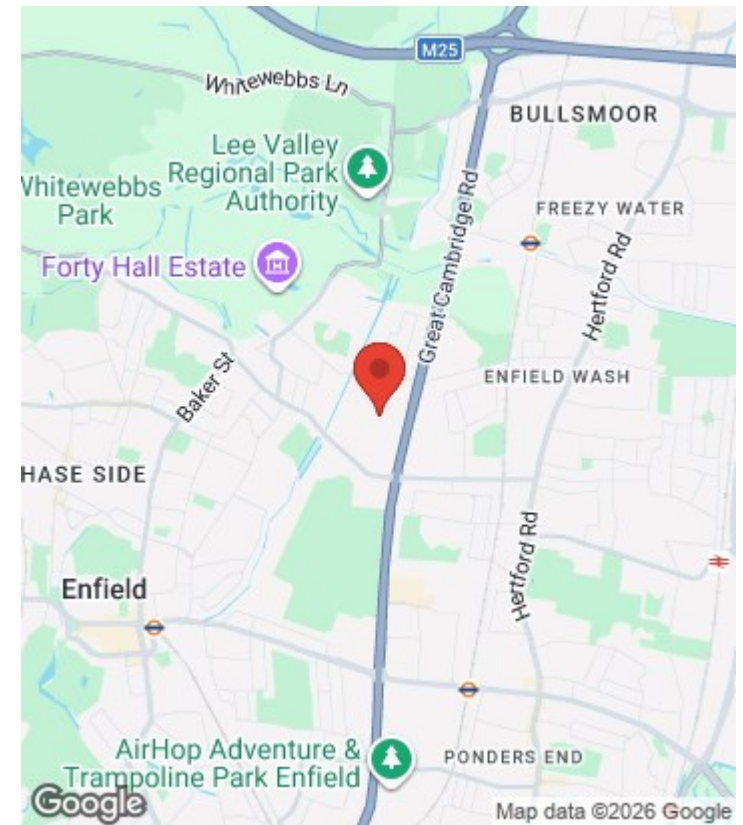 M25
Whitewebbs Ln
BULLSMOOR
Lee Valley
Regional Park
Authority
Whitewebbs
Park
FREEZY WATER
Forty Hall Estate
Great Cambridge Rd
Hertford Rd
Baker St
ENFIELD WASH
HASE SIDE
Hertford Rd
Enfield
AirHop Adventure &
Trampoline Park Enfield
PONDERS END
Google
Map data ©2026 Google